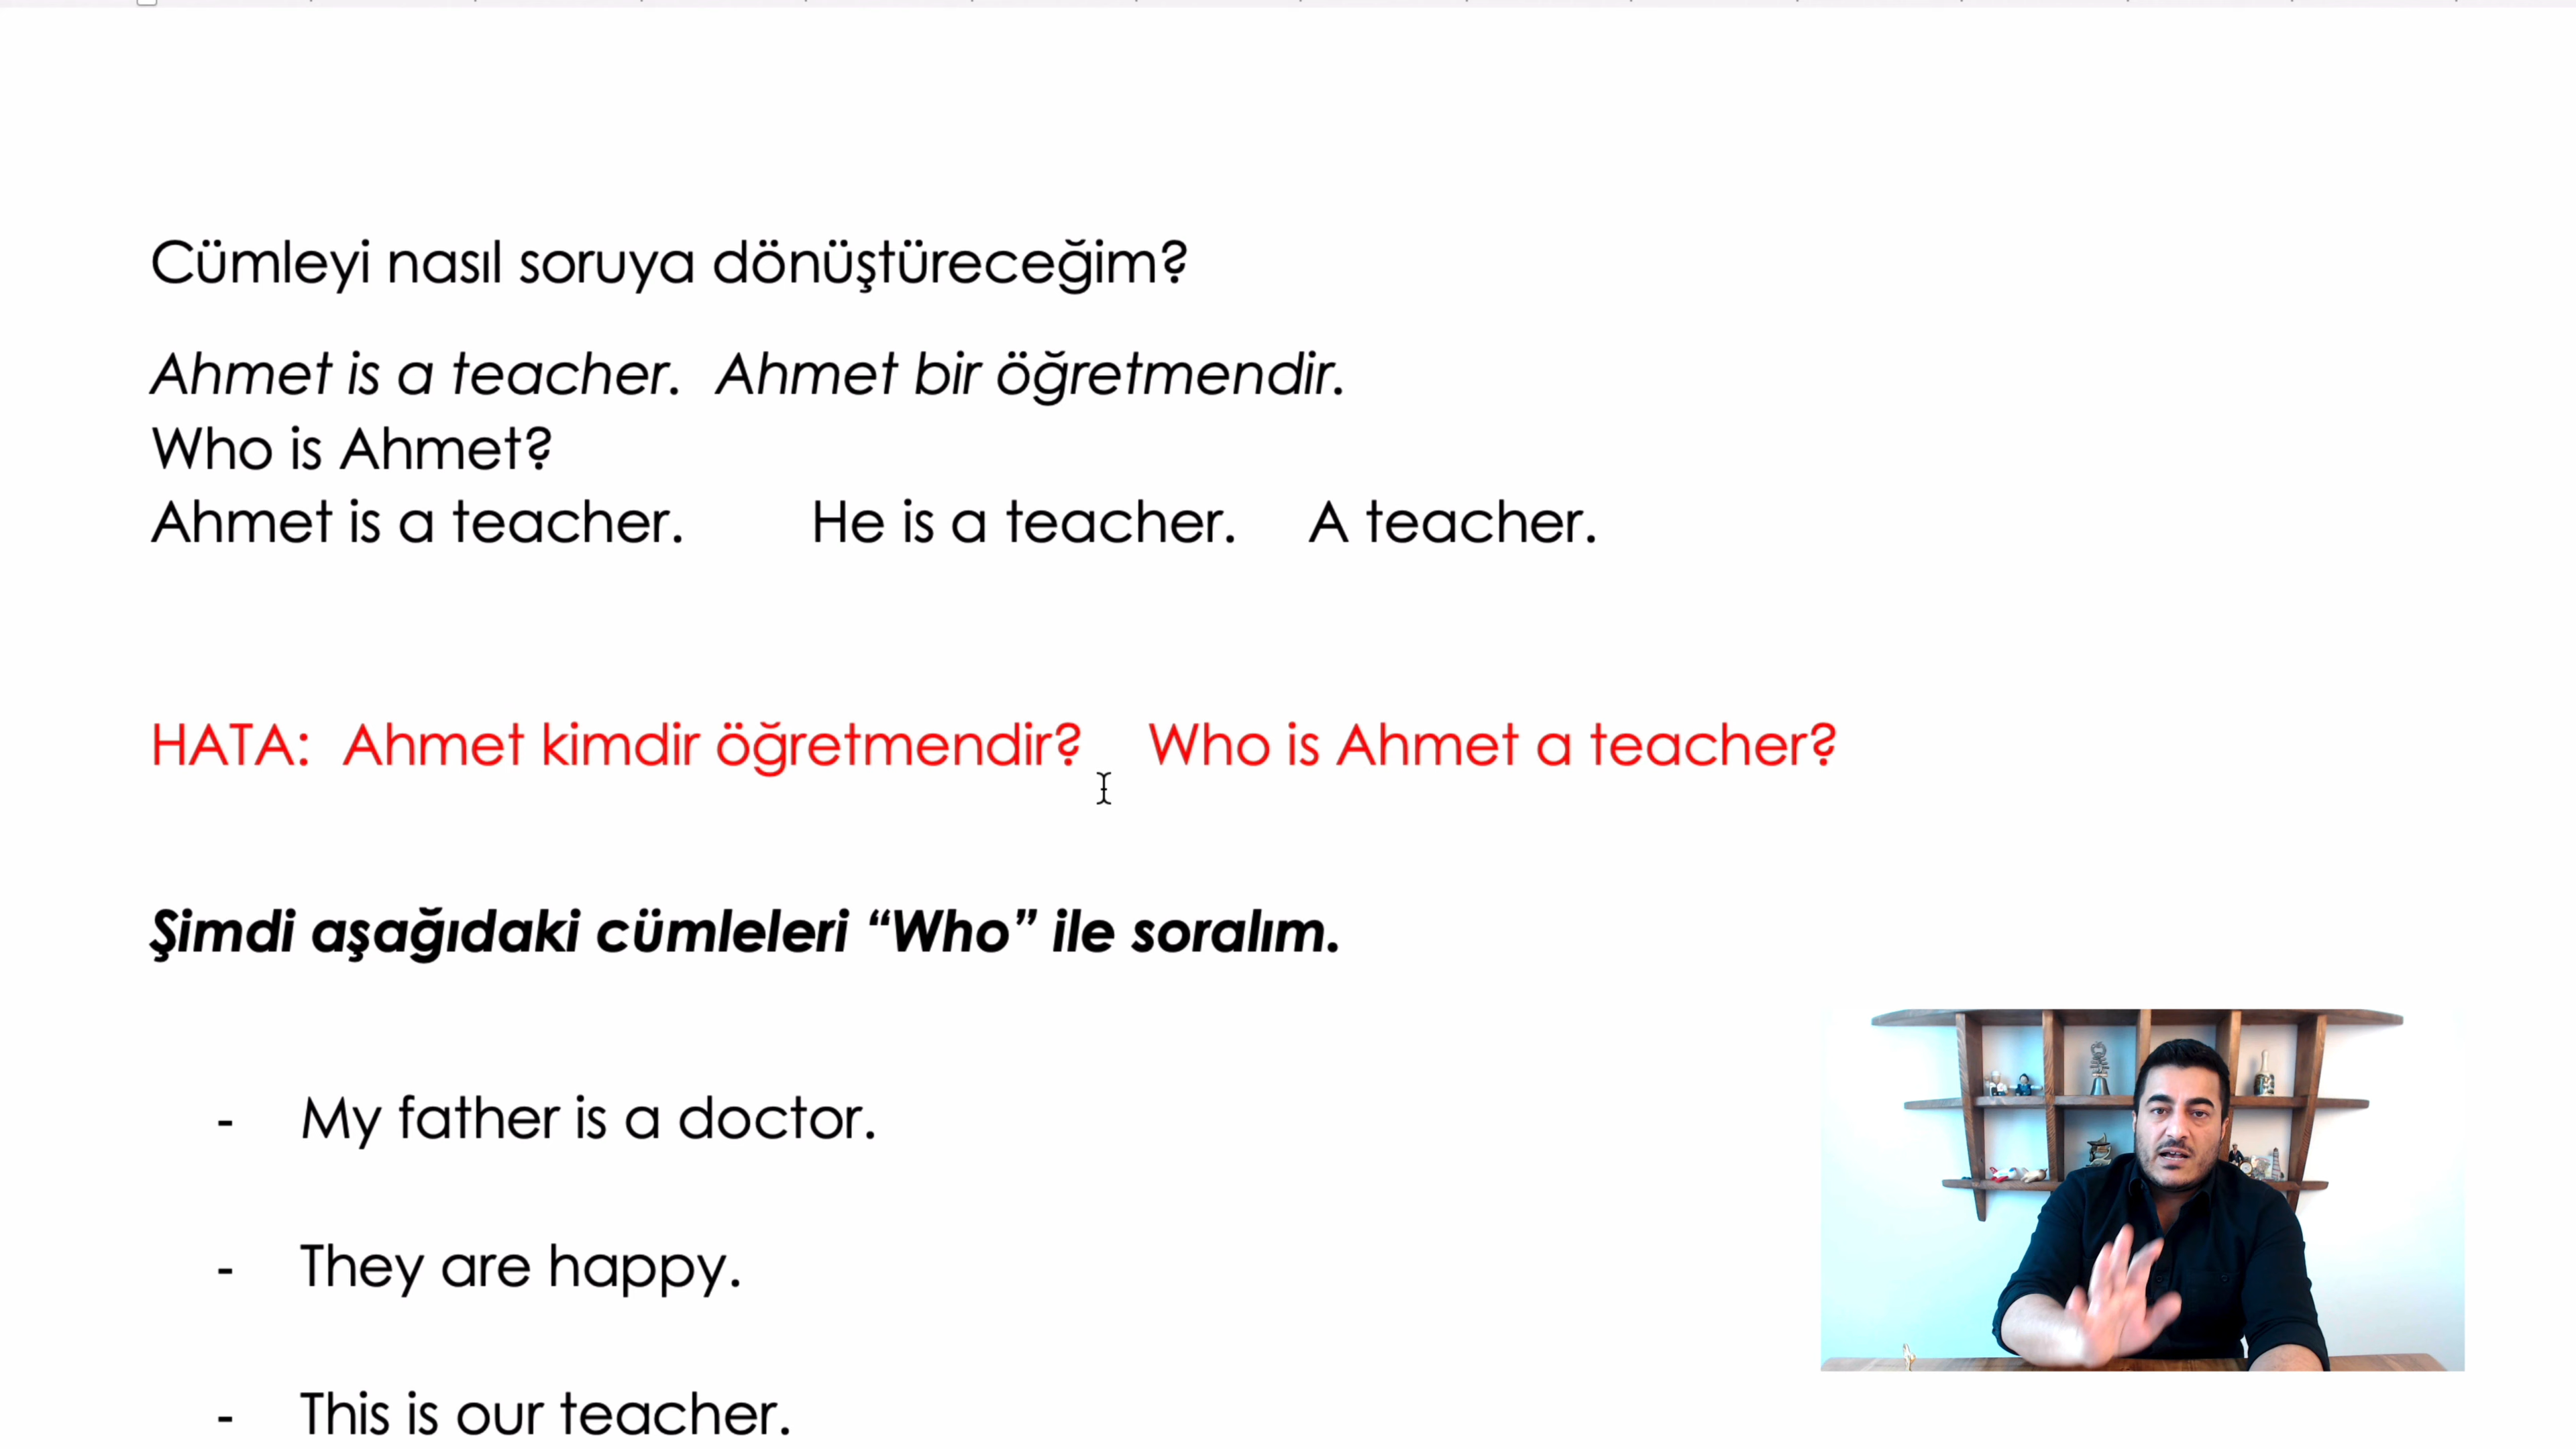 Cümleyi nasıl soruya dönüştüreceğim?
Ahmet is a teacher. Ahmet bir öğretmendir.
Who is Ahmet?
Ahmet is a teacher. He is a teacher. A teacher.
HATA: Ahmet kimdir öğretmendir? Who is Ahmet a teacher?
Şimdi aşağıdaki cümleleri “Who” ile soralım.
- My father is a doctor.
- They are happy.
- This is our teacher.